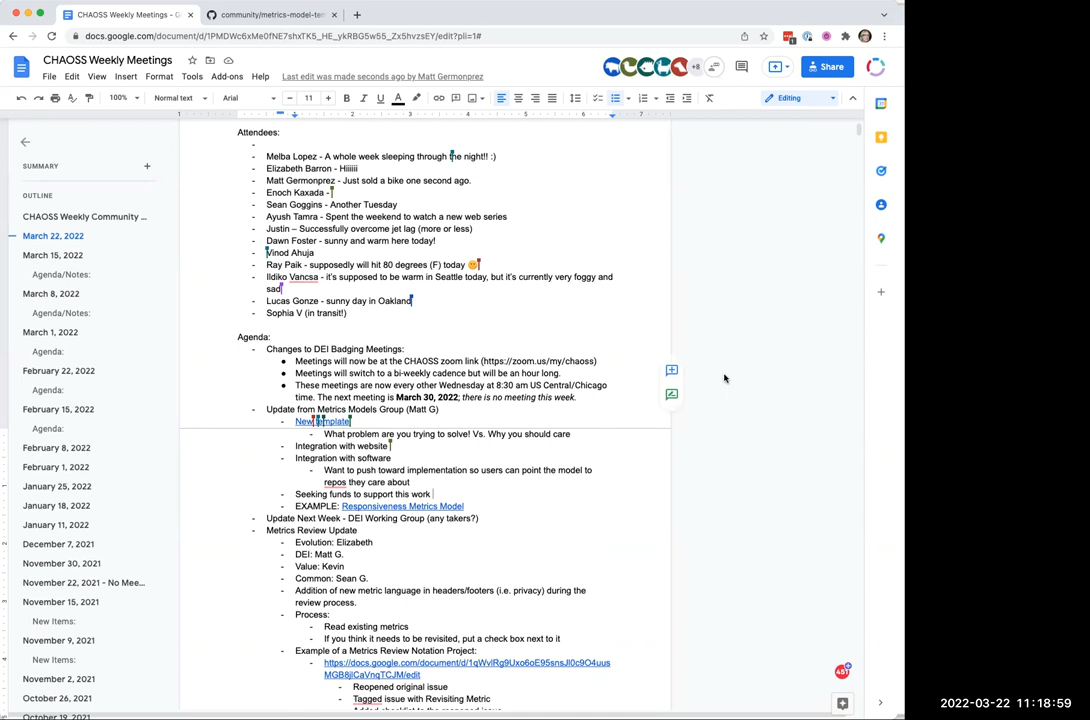 CHAOSS Weekly Meetings - G
community/metrics-model-tem
docs.google.com/document/d/1PMDWc6xMe0fNE7shxTK5_HE_ykRBG5w55_Zx5hvzsEY/edit?pli=1#
CHAOSS Weekly Meetings
File Edit View Insert Format Tools Add-ons Help Last edit was made seconds ago by Matt Germonprez
+8
Share
100% Normal text Arial 11 Editing
1 2 3 4 5 6 7
SUMMARY
OUTLINE
CHAOSS Weekly Community ...
March 22, 2022
March 15, 2022
Agenda/Notes:
March 8, 2022
Agenda/Notes:
March 1, 2022
Agenda:
February 22, 2022
Agenda:
February 15, 2022
Agenda:
February 8, 2022
February 1, 2022
January 25, 2022
January 18, 2022
January 11, 2022
December 7, 2021
November 30, 2021
November 22, 2021 - No Mee...
November 15, 2021
New Items:
November 9, 2021
New Items:
November 2, 2021
October 26, 2021
October 19, 2021
Attendees:
-
- Melba Lopez - A whole week sleeping through the night!! :)
- Elizabeth Barron - Hiiiiii
- Matt Germonprez - Just sold a bike one second ago.
- Enoch Kaxada -
- Sean Goggins - Another Tuesday
- Ayush Tamra - Spent the weekend to watch a new web series
- Justin – Successfully overcome jet lag (more or less)
- Dawn Foster - sunny and warm here today!
- Vinod Ahuja
- Ray Paik - supposedly will hit 80 degrees (F) today 🤫
- Ildiko Vancsa - it's supposed to be warm in Seattle today, but it's currently very foggy and
sad
- Lucas Gonze - sunny day in Oakland
- Sophia V (in transit!)
Agenda:
- Changes to DEI Badging Meetings:
● Meetings will now be at the CHAOSS zoom link (https://zoom.us/my/chaoss)
● Meetings will switch to a bi-weekly cadence but will be an hour long.
● These meetings are now every other Wednesday at 8:30 am US Central/Chicago
time. The next meeting is March 30, 2022; there is no meeting this week.
- Update from Metrics Models Group (Matt G)
- New template
- What problem are you trying to solve! Vs. Why you should care
- Integration with website
- Integration with software
- Want to push toward implementation so users can point the model to
repos they care about
- Seeking funds to support this work
- EXAMPLE: Responsiveness Metrics Model
- Update Next Week - DEI Working Group (any takers?)
- Metrics Review Update
- Evolution: Elizabeth
- DEI: Matt G.
- Value: Kevin
- Common: Sean G.
- Addition of new metric language in headers/footers (i.e. privacy) during the
review process.
- Process:
- Read existing metrics
- If you think it needs to be revisited, put a check box next to it
- Example of a Metrics Review Notation Project:
- https://docs.google.com/document/d/1qWvlRg9Uxo6oE95snsJl0c9O4uus
MGB8jlCaVnqTCJM/edit
- Reopened original issue
- Tagged issue with Revisiting Metric
- Added checklist to the reopened issue
451
2022-03-22 11:18:59